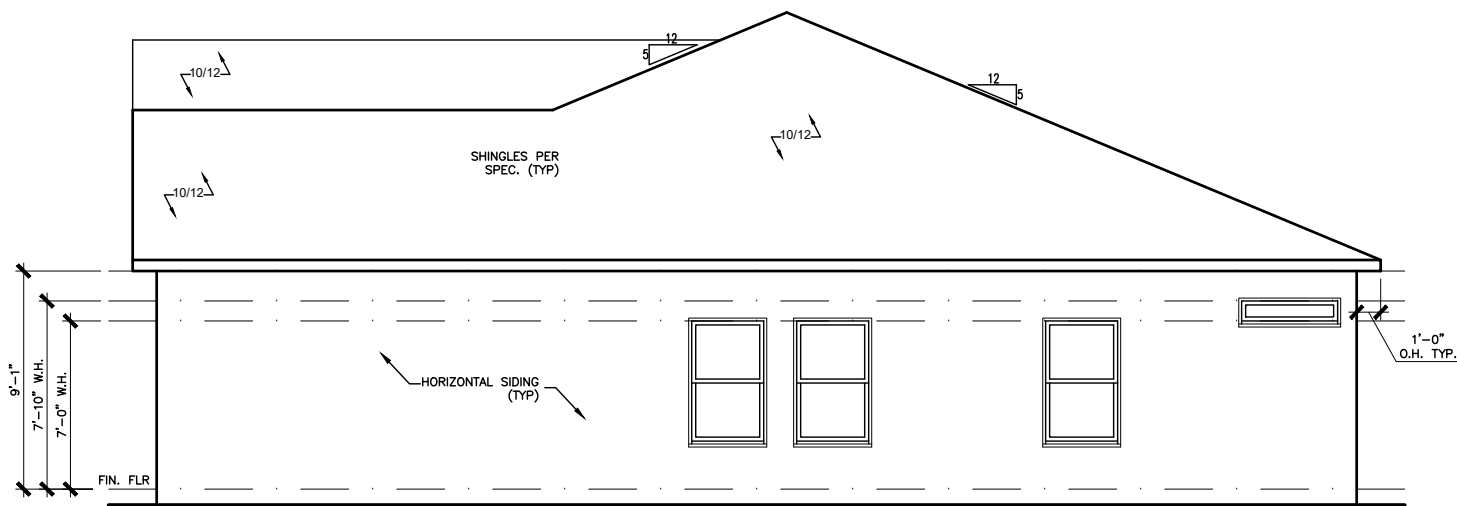 12
5
10/12
12
5
10/12
SHINGLES PER
SPEC. (TYP)
10/12
9'-1"
7'-10" W.H.
7'-0" W.H.
1'-0"
O.H. TYP.
HORIZONTAL SIDING
(TYP)
FIN. FLR